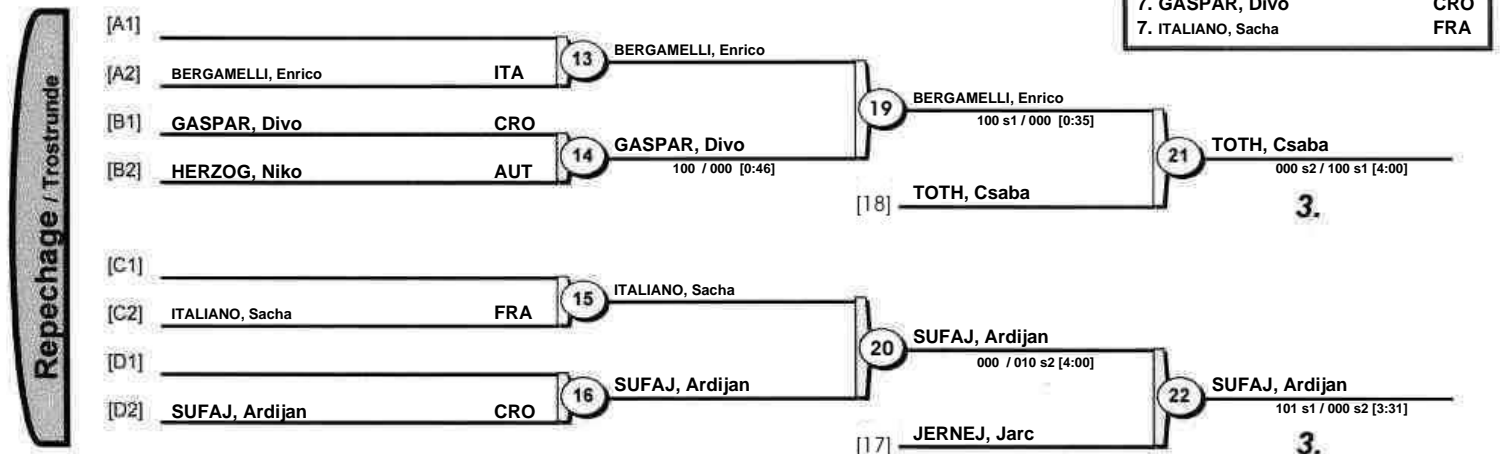 7. GASPAR, Divo CRO
7. ITALIANO, Sacha FRA
Repechage / Trostrunde
[A1]
[A2] BERGAMELLI, Enrico ITA
13 BERGAMELLI, Enrico
[B1] GASPAR, Divo CRO
[B2] HERZOG, Niko AUT
14 GASPAR, Divo
100 / 000 [0:46]
19 BERGAMELLI, Enrico
100 s1 / 000 [0:35]
[18] TOTH, Csaba
21 TOTH, Csaba
000 s2 / 100 s1 [4:00]
3.
[C1]
[C2] ITALIANO, Sacha FRA
15 ITALIANO, Sacha
[D1]
[D2] SUFAJ, Ardijan CRO
16 SUFAJ, Ardijan
20 SUFAJ, Ardijan
000 / 010 s2 [4:00]
[17] JERNEJ, Jarc
22 SUFAJ, Ardijan
101 s1 / 000 s2 [3:31]
3.